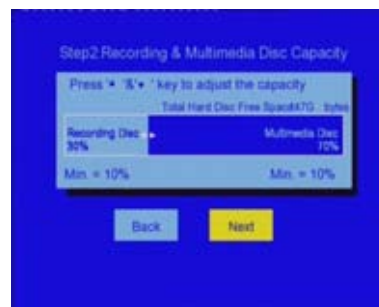 Step2.Recording & Multimedia Disc Capacity
Press '◄ '&'► ' key to adjust the capacity
Total Hard Disc Free Space:47G bytes
Recording Disc Multimedia Disc
30% 70%
Min. = 10% Min. = 10%
Back Next